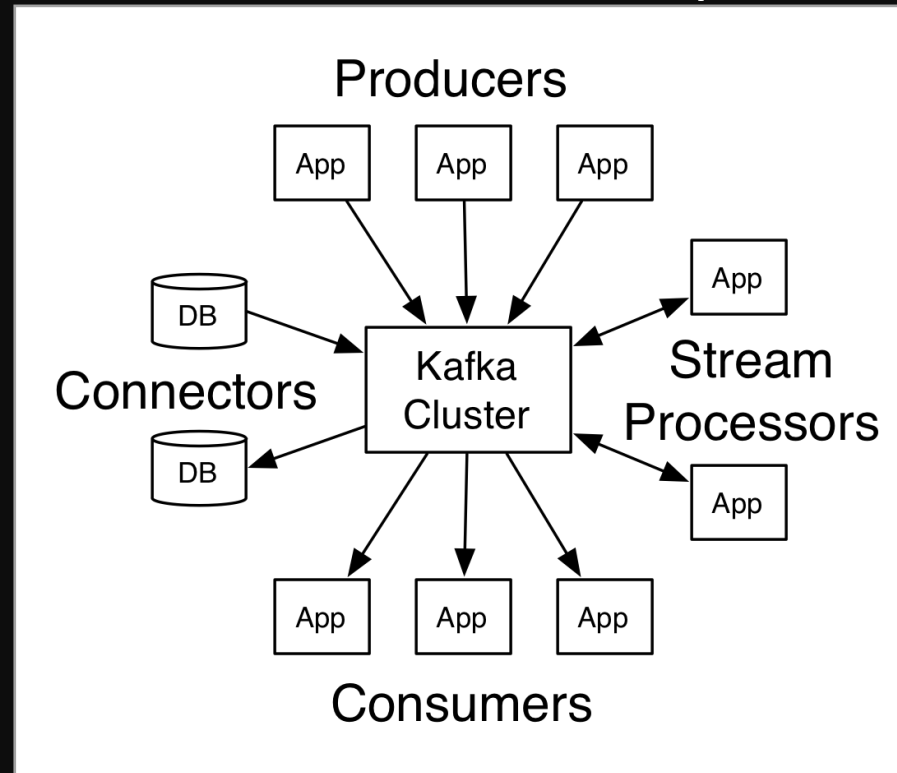 Producers
App
App
App
App
DB
Kafka
Cluster
Stream
Processors
Connectors
DB
App
App
App
App
Consumers